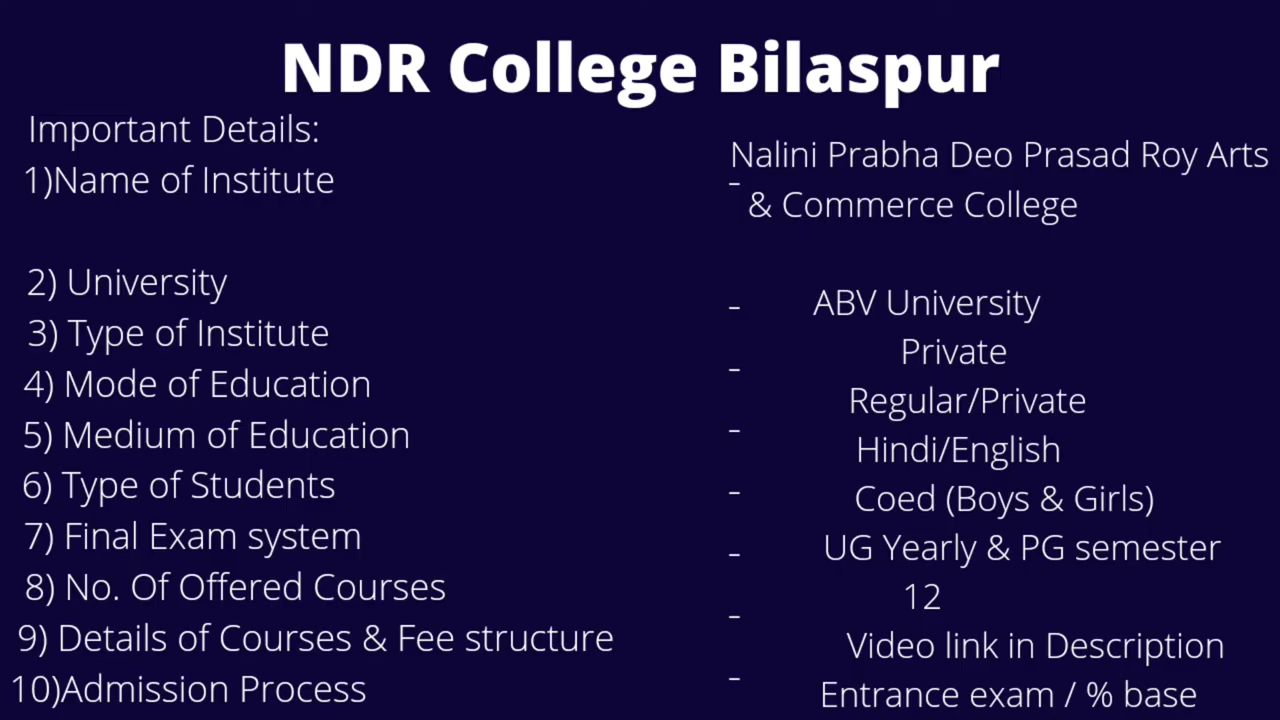 NDR College Bilaspur
Important Details:
1)Name of Institute
2) University
3) Type of Institute
4) Mode of Education
5) Medium of Education
6) Type of Students
7) Final Exam system
8) No. Of Offered Courses
9) Details of Courses & Fee structure
10)Admission Process
Nalini Prabha Deo Prasad Roy Arts
-
& Commerce College
- ABV University
Private
-
Regular/Private
-
Hindi/English
-
Coed (Boys & Girls)
-
UG Yearly & PG semester
12
-
Video link in Description
-
Entrance exam / % base